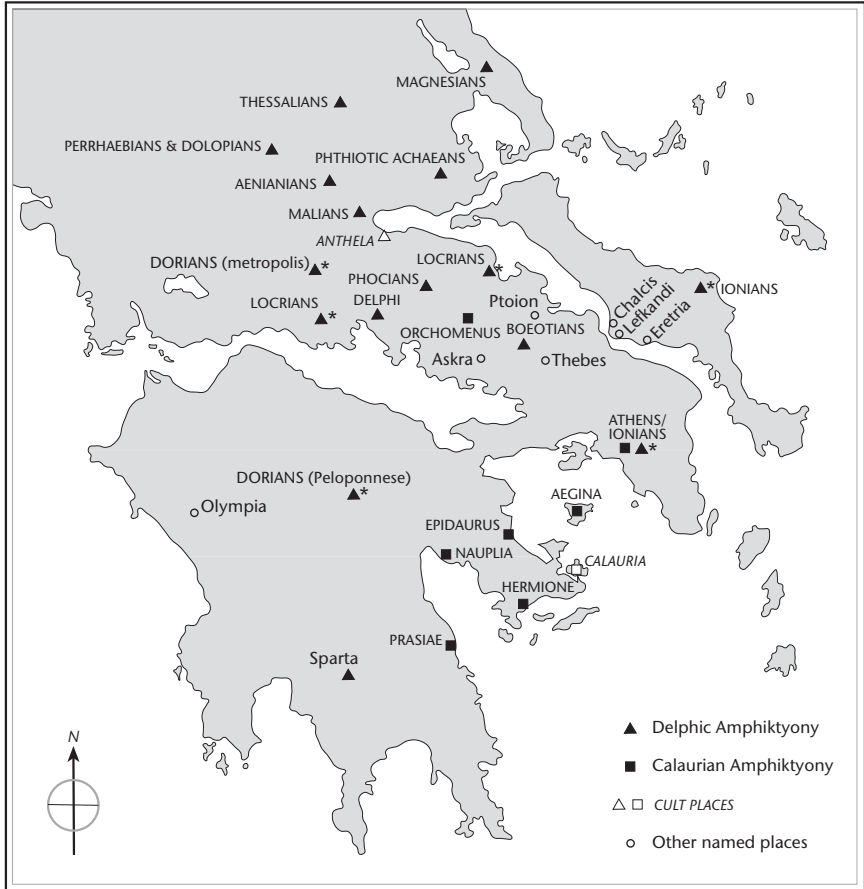 MAGNESIANS
THESSALIANS
PERRHAEBIANS & DOLOPIANS
PHTHIOTIC ACHAEANS
AENIANIANS
MALIANS
ANTHELA
DORIANS (metropolis)
*
LOCRIANS
*
PHOCIANS
LOCRIANS
*
DELPHI
Ptoion
ORCHOMENUS
BOEOTIANS
Askra
Thebes
Chalcis
Lefkandi
Eretria
* IONIANS
ATHENS/
IONIANS
*
DORIANS (Peloponnese)
*
Olympia
AEGINA
EPIDAURUS
NAUPLIA
CALAURIA
HERMIONE
PRASIAE
Sparta
N
Delphic Amphiktyony
Calaurian Amphiktyony
CULT PLACES
Other named places